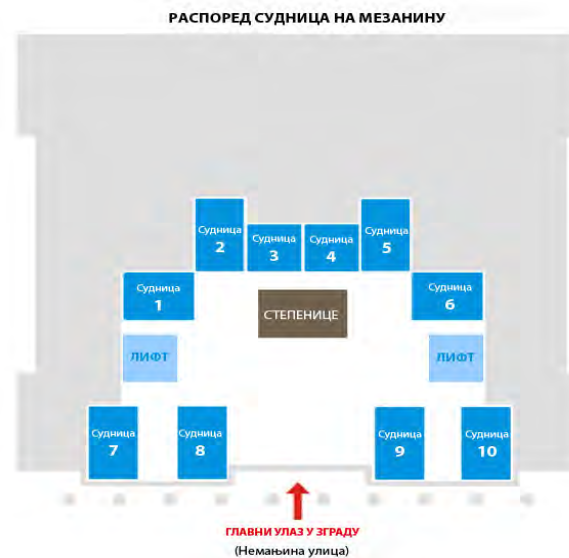 РАСПОРЕД СУДНИЦА НА МЕЗАНИНУ
Судница
2
Судница
3
Судница
4
Судница
5
Судница
1
Судница
6
СТЕПЕНИЦЕ
ЛИФТ
ЛИФТ
Судница
7
Судница
8
Судница
9
Судница
10
ГЛАВНИ УЛАЗ У ЗГРАДУ
(Немањина улица)